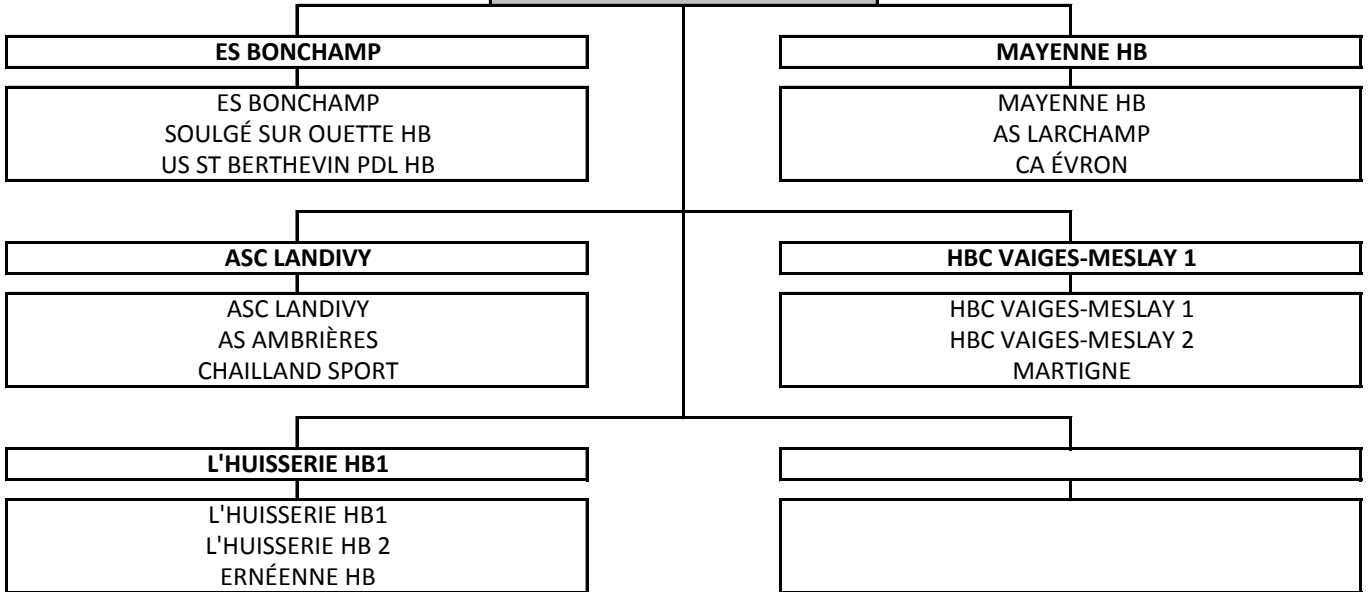 ES BONCHAMP
ES BONCHAMP
SOULGÉ SUR OUETTE HB
US ST BERTHEVIN PDL HB
MAYENNE HB
MAYENNE HB
AS LARCHAMP
CA ÉVRON
ASC LANDIVY
ASC LANDIVY
AS AMBRIÈRES
CHAILLAND SPORT
HBC VAIGES-MESLAY 1
HBC VAIGES-MESLAY 1
HBC VAIGES-MESLAY 2
MARTIGNE
L'HUISSERIE HB1
L'HUISSERIE HB1
L'HUISSERIE HB 2
ERNÉENNE HB